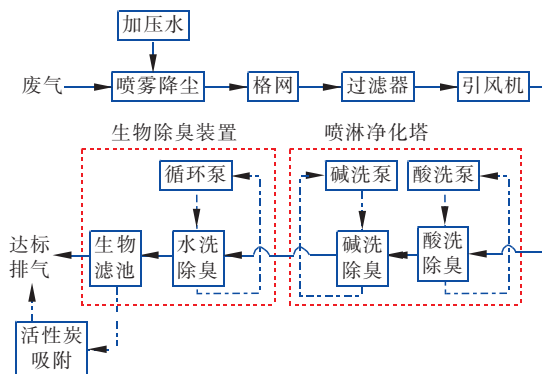 加压水
废气
喷雾降尘
格网
过滤器
引风机
生物除臭装置
喷淋净化塔
循环泵
碱洗泵
酸洗泵
达标
排气
生物
滤池
水洗
除臭
碱洗
除臭
酸洗
除臭
活性炭
吸附